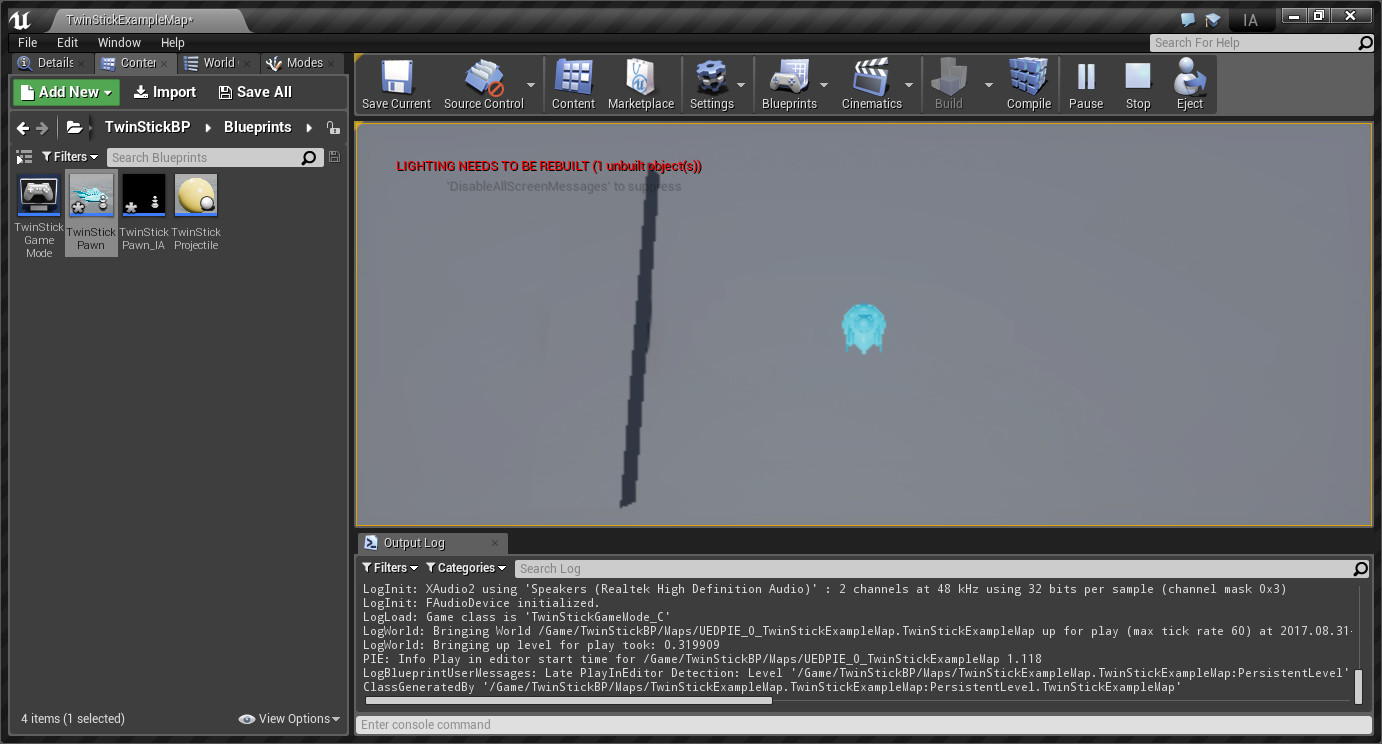 TwinStickExampleMap*
IA
File Edit Window Help
Search For Help
Details Conter World Modes
Add New Import Save All
TwinStickBP Blueprints
Filters Search Blueprints
TwinStick Game Mode
TwinStick Pawn
TwinStick Pawn_IA
TwinStick Projectile
4 items (1 selected) View Options
Save Current Source Control Content Marketplace Settings Blueprints Cinematics Build Compile Pause Stop Eject
LIGHTING NEEDS TO BE REBUILT (1 unbuilt object(s))
'DisableAllScreenMessages' to suppress
Output Log
Filters Categories Search Log
LogInit: XAudio2 using 'Speakers (Realtek High Definition Audio)' : 2 channels at 48 kHz using 32 bits per sample (channel mask 0x3)
LogInit: FAudioDevice initialized.
LogLoad: Game class is 'TwinStickGameMode_C'
LogWorld: Bringing World /Game/TwinStickBP/Maps/UEDPIE_0_TwinStickExampleMap.TwinStickExampleMap up for play (max tick rate 60) at 2017.08.31-
LogWorld: Bringing up level for play took: 0.319909
PIE: Info Play in editor start time for /Game/TwinStickBP/Maps/UEDPIE_0_TwinStickExampleMap 1.118
LogBlueprintUserMessages: Late PlayInEditor Detection: Level '/Game/TwinStickBP/Maps/TwinStickExampleMap.TwinStickExampleMap:PersistentLevel'
ClassGeneratedBy '/Game/TwinStickBP/Maps/TwinStickExampleMap.TwinStickExampleMap:PersistentLevel.TwinStickExampleMap'
Enter console command